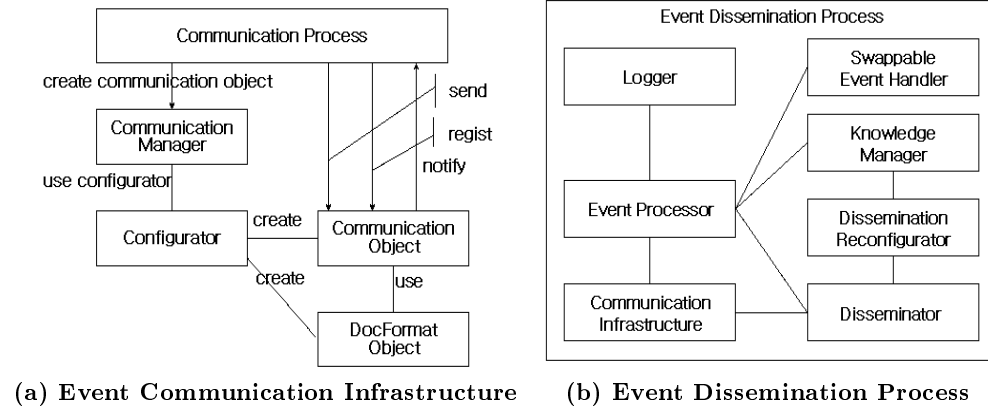 Communication Process
create communication object
send
Communication
Manager
regist
notify
use configurator
Configurator
create
Communication
Object
create
use
DocFormat
Object
(a) Event Communication Infrastructure
Event Dissemination Process
Logger
Swappable
Event Handler
Knowledge
Manager
Event Processor
Dissemination
Reconfigurator
Communication
Infrastructure
Disseminator
(b) Event Dissemination Process